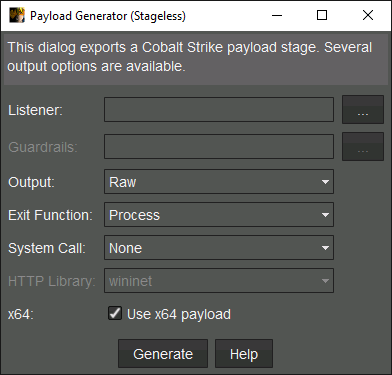 Payload Generator (Stageless)
This dialog exports a Cobalt Strike payload stage. Several
output options are available.
Listener:
...
Guardrails:
...
Output: Raw
Exit Function: Process
System Call: None
HTTP Library: wininet
x64: Use x64 payload
Generate Help